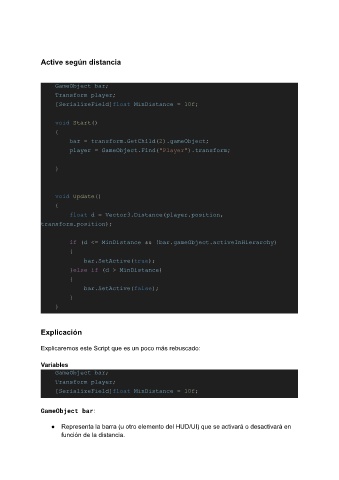 Active según distancia
GameObject bar;
Transform player;
[SerializeField]float MinDistance = 10f;
void Start()
{
bar = transform.GetChild(2).gameObject;
player = GameObject.Find("Player").transform;
}
void Update()
{
float d = Vector3.Distance(player.position,
transform.position);
if (d <= MinDistance && !bar.gameObject.activeInHierarchy)
{
bar.SetActive(true);
}else if (d > MinDistance)
{
bar.SetActive(false);
}
}
Explicación
Explicaremos este Script que es un poco más rebuscado:
Variables
GameObject bar;
Transform player;
[SerializeField]float MinDistance = 10f;
GameObject bar:
● Representa la barra (u otro elemento del HUD/UI) que se activará o desactivará en
función de la distancia.